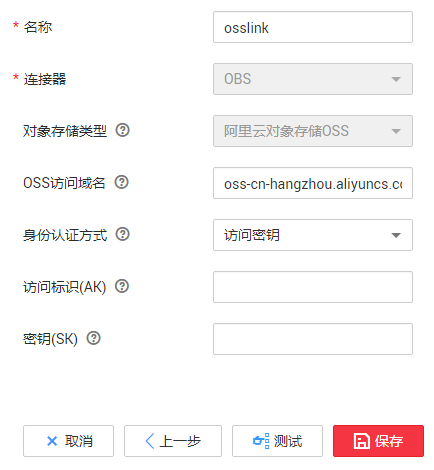 * 名称 osslink
* 连接器 OBS
对象存储类型 ? 阿里云对象存储OSS
OSS访问域名 ? oss-cn-hangzhou.aliyuncs.cc
身份认证方式 ? 访问密钥
访问标识(AK) ?
密钥(SK) ?
取消 上一步 测试 保存